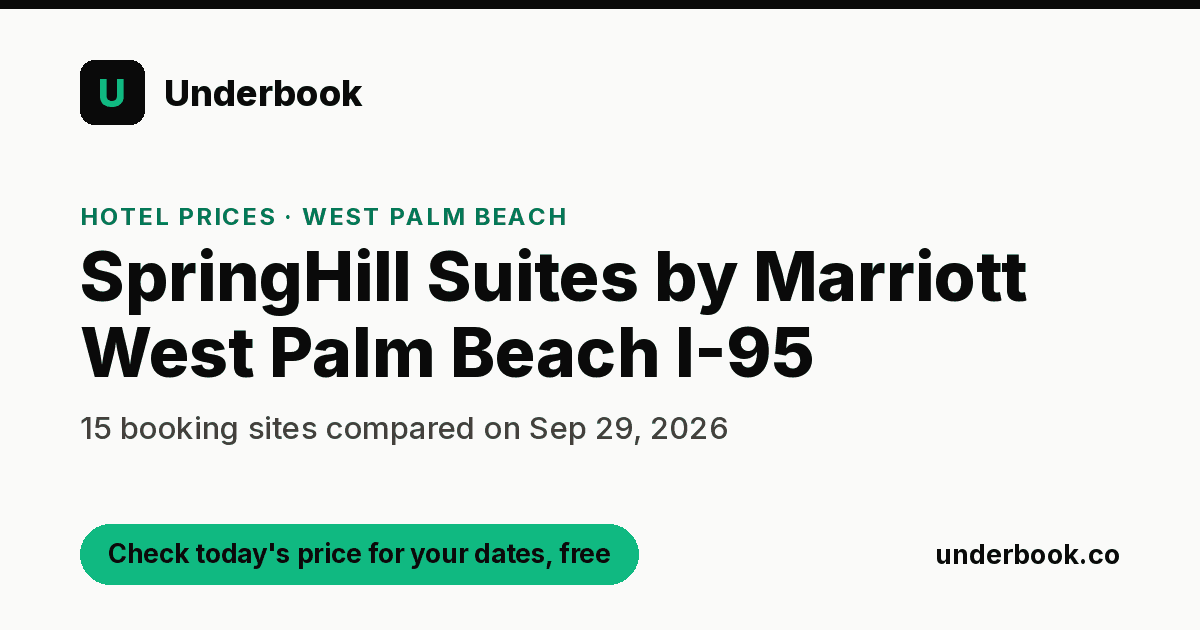 U Underbook
HOTEL PRICES · WEST PALM BEACH
SpringHill Suites by Marriott
West Palm Beach I-95
15 booking sites compared on Sep 29, 2026
Check today's price for your dates, free
underbook.co